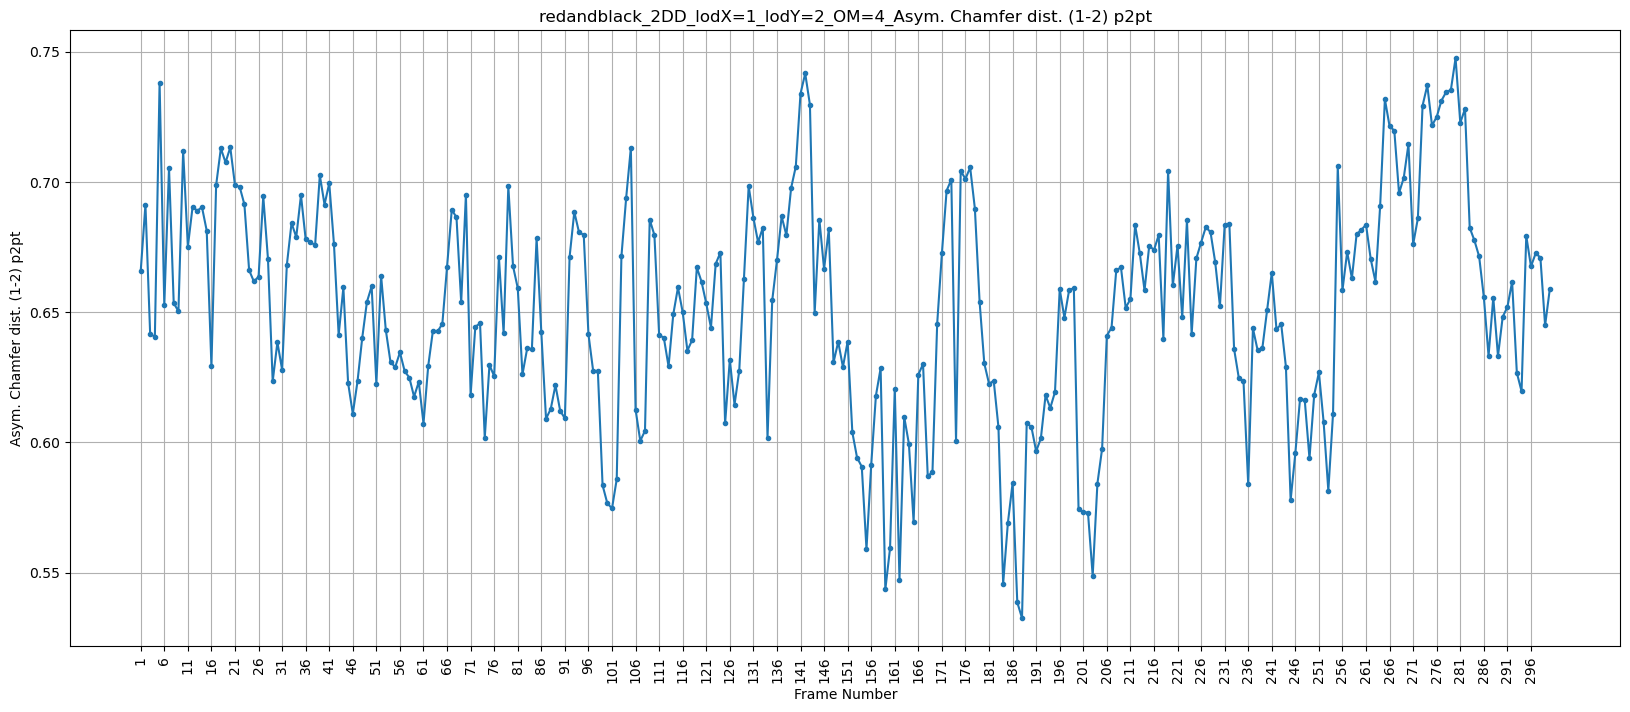 redandblack_2DD_lodX=1_lodY=2_OM=4_Asym. Chamfer dist. (1-2) p2pt
Asym. Chamfer dist. (1-2) p2pt
0.75
0.70
0.65
0.60
0.55
1 6 11 16 21 26 31 36 41 46 51 56 61 66 71 76 81 86 91 96 101 106 111 116 121 126 131 136 141 146 151 156 161 166 171 176 181 186 191 196 201 206 211 216 221 226 231 236 241 246 251 256 261 266 271 276 281 286 291 296
Frame Number